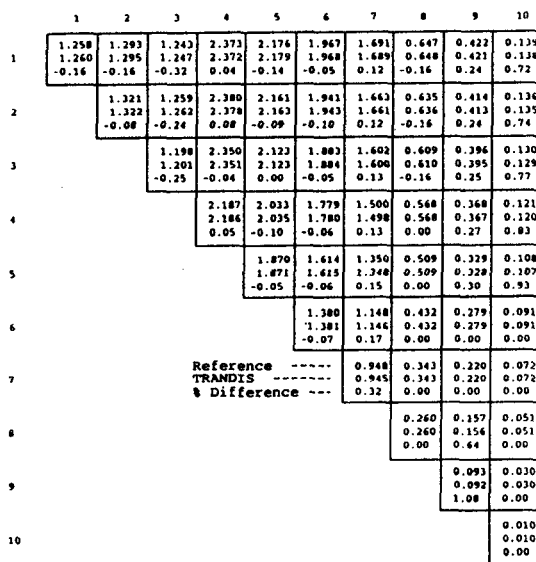 1 2 3 4 5 6 7 8 9 10
1.258 1.293 1.243 2.373 2.176 1.967 1.691 0.647 0.422 0.139
1 1.260 1.295 1.247 2.372 2.179 1.968 1.689 0.648 0.421 0.138
-0.16 -0.16 -0.32 0.04 -0.14 -0.05 0.12 -0.16 0.24 0.72
1.321 1.259 2.380 2.161 1.941 1.663 0.635 0.414 0.136
2 1.322 1.262 2.378 2.163 1.943 1.661 0.636 0.413 0.135
-0.08 -0.24 0.08 -0.09 -0.10 0.12 -0.16 0.24 0.74
1.198 2.350 2.123 1.883 1.602 0.609 0.396 0.130
3 1.201 2.351 2.123 1.884 1.600 0.610 0.395 0.129
-0.25 -0.04 0.00 -0.05 0.13 -0.16 0.25 0.77
2.187 2.033 1.779 1.500 0.568 0.368 0.121
4 2.186 2.035 1.780 1.498 0.568 0.367 0.120
0.05 -0.10 -0.06 0.13 0.00 0.27 0.83
1.870 1.614 1.350 0.509 0.329 0.108
5 1.871 1.615 1.348 0.509 0.328 0.107
-0.05 -0.06 0.15 0.00 0.30 0.93
1.380 1.148 0.432 0.279 0.091
6 1.381 1.146 0.432 0.279 0.091
-0.07 0.17 0.00 0.00 0.00
Reference ----- 0.948 0.343 0.220 0.072
7 TRANDIS ------- 0.945 0.343 0.220 0.072
% Difference --- 0.32 0.00 0.00 0.00
0.260 0.157 0.051
8 0.260 0.156 0.051
0.00 0.64 0.00
0.093 0.030
9 0.092 0.030
1.08 0.00
0.010
10 0.010
0.00